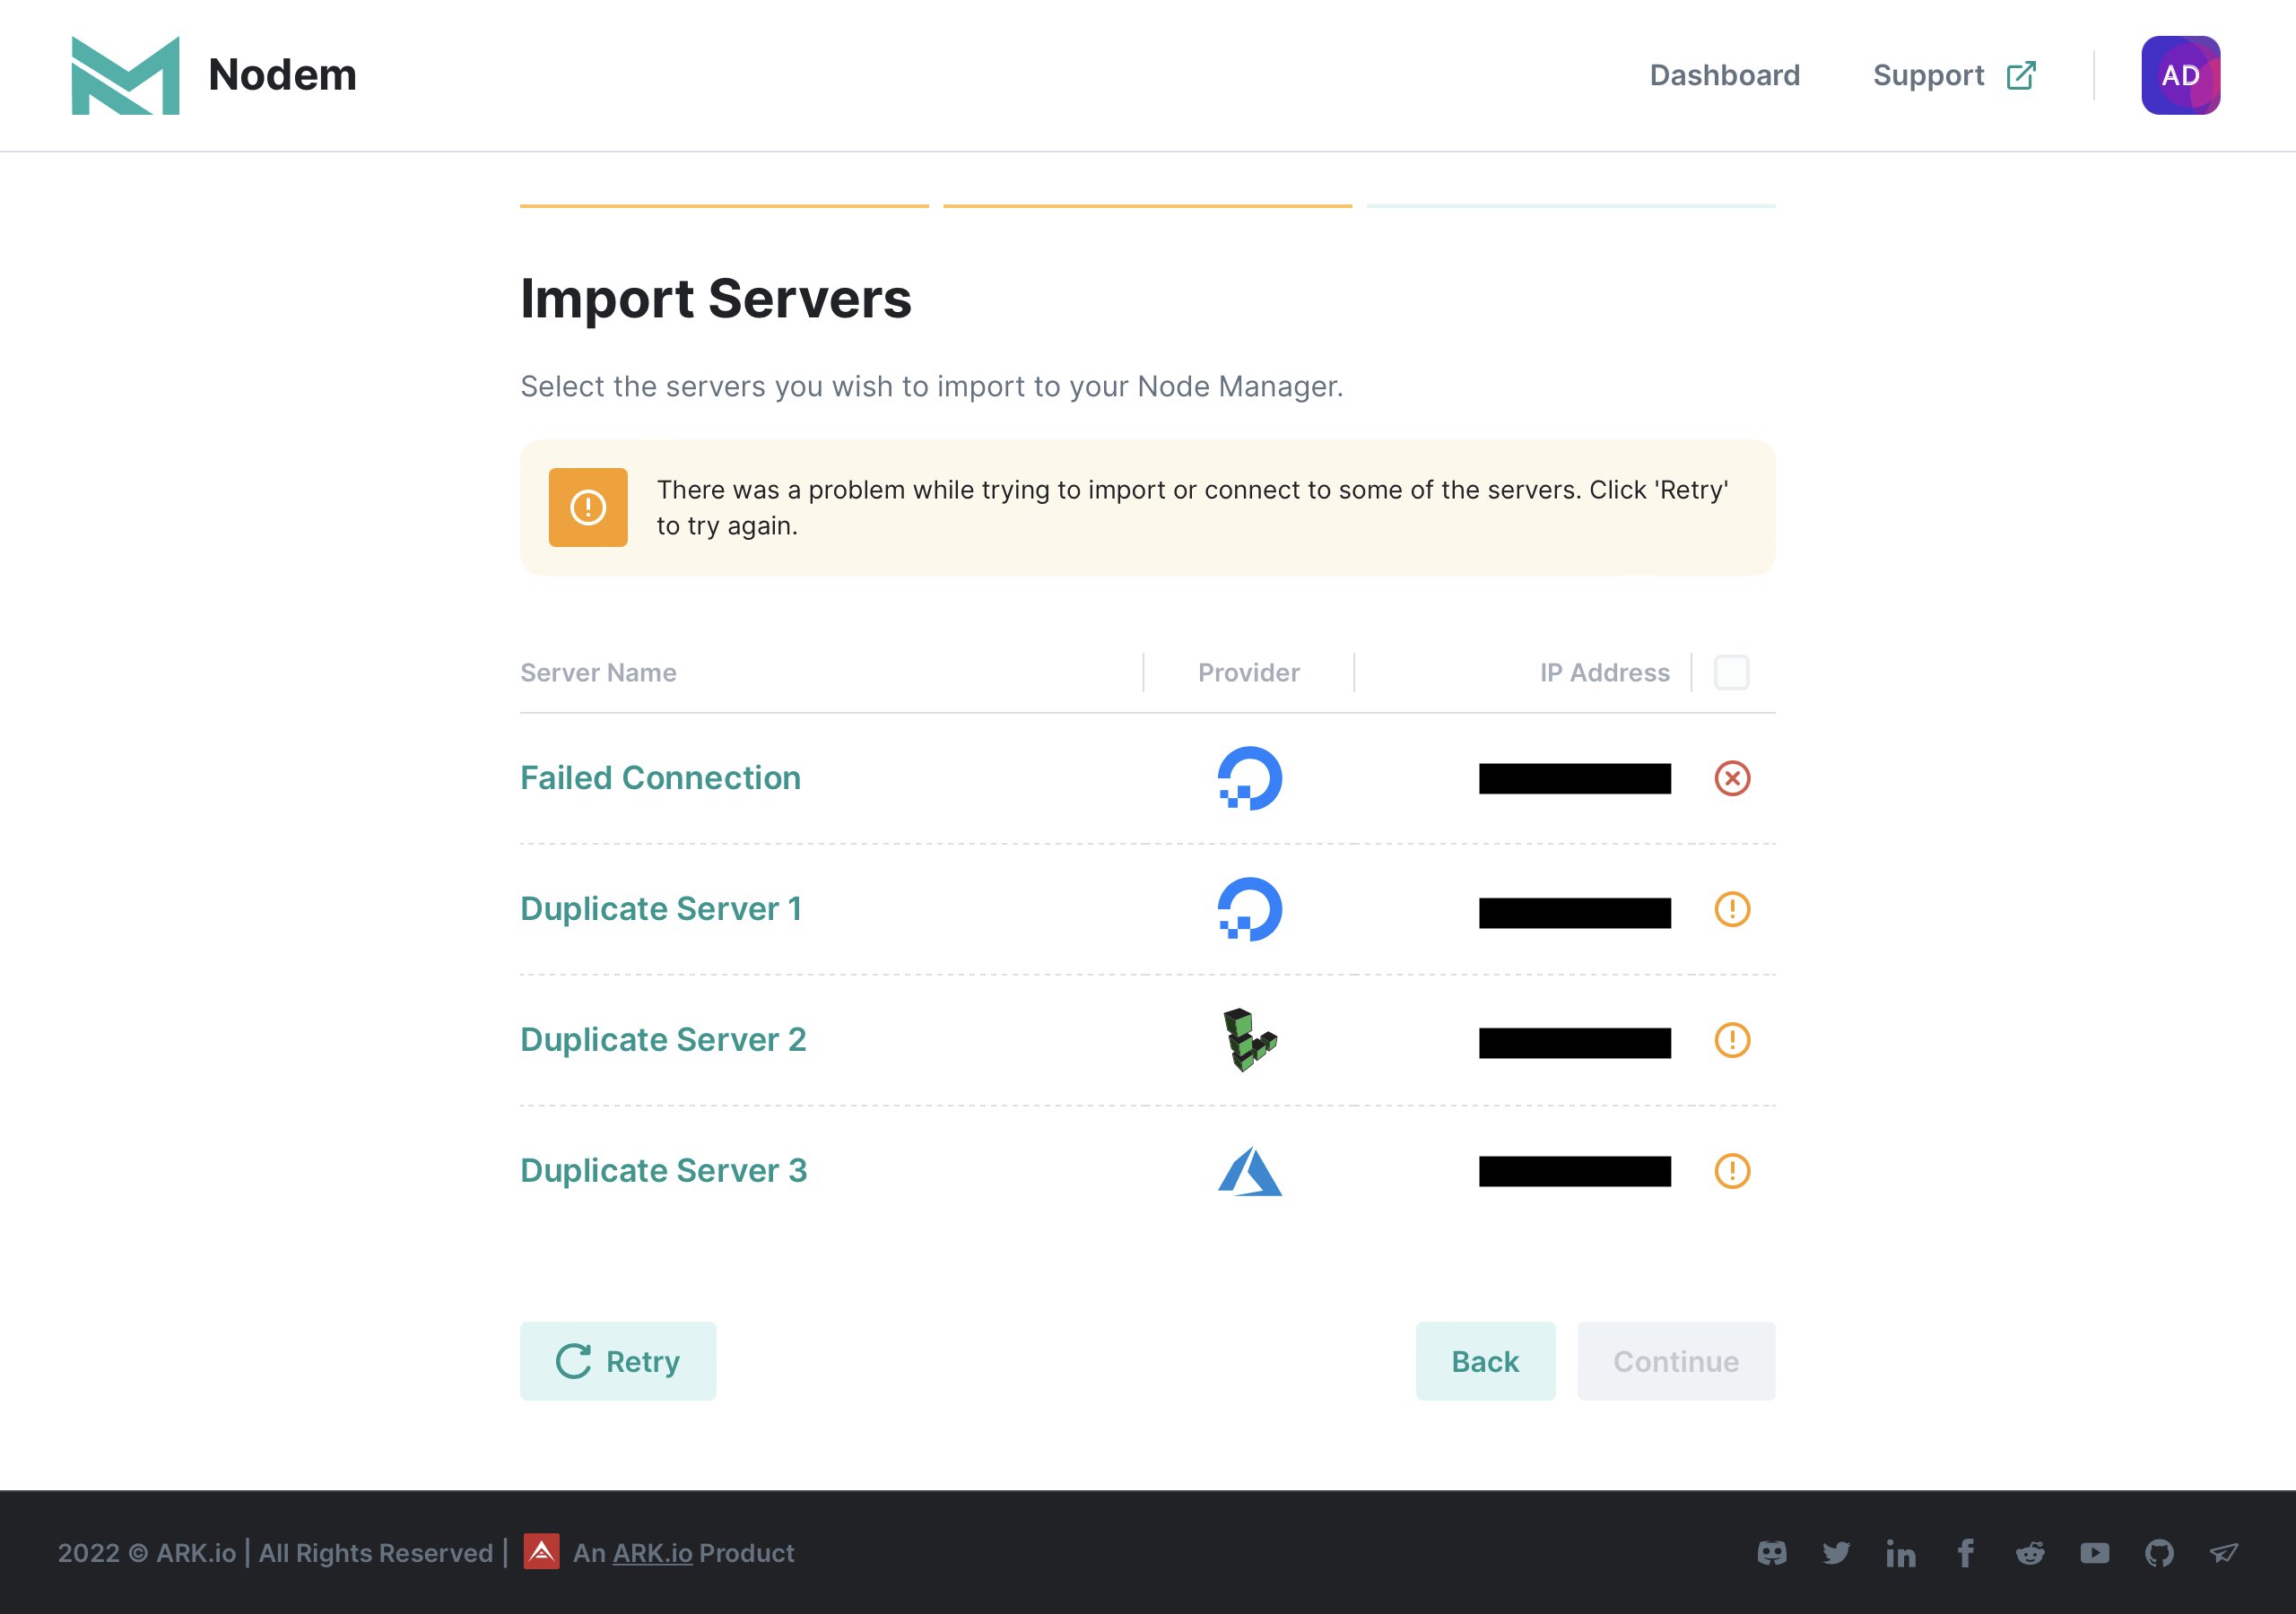 Nodem
Dashboard
Support
AD
Import Servers
Select the servers you wish to import to your Node Manager.
There was a problem while trying to import or connect to some of the servers. Click 'Retry'
to try again.
Server Name
Provider
IP Address
Failed Connection
Duplicate Server 1
Duplicate Server 2
Duplicate Server 3
Retry
Back
Continue
2022 © ARK.io | All Rights Reserved | An ARK.io Product